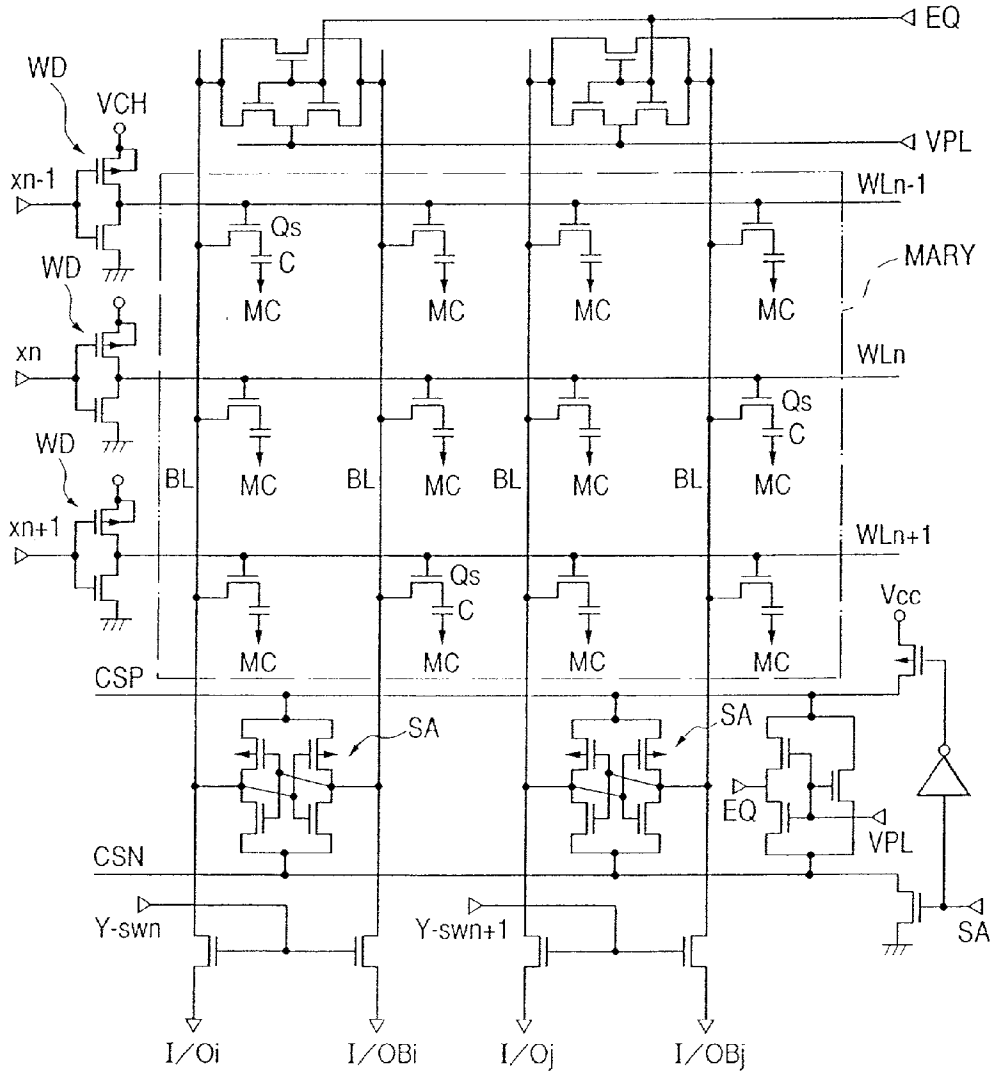 EQ
WD
VCH
VPL
xn-1
WLn-1
Qs
C
MARY
WD
MC
MC
MC
MC
xn
WLn
Qs
C
WD
BL
MC
BL
MC
BL
MC
BL
MC
xn+1
WLn+1
Qs
C
Vcc
MC
MC
MC
MC
CSP
SA
SA
EQ
VPL
CSN
Y-swn
Y-swn+1
SA
I/Oi
I/OBi
I/Oj
I/OBj